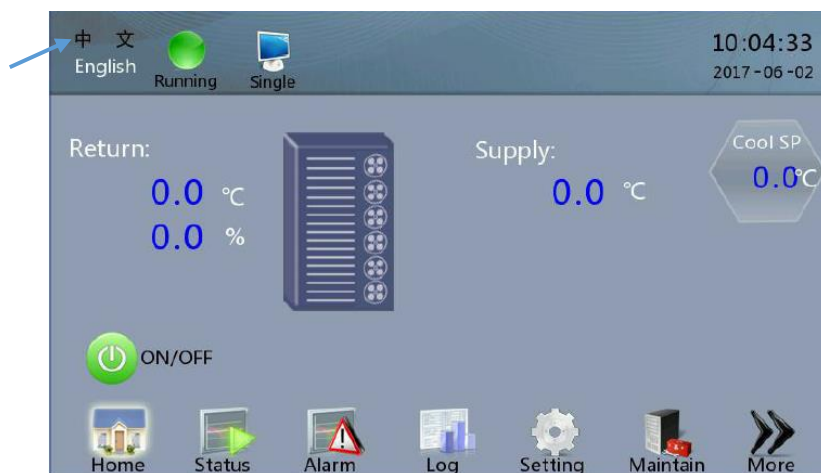 中 文
English
Running
Single
10:04:33
2017-06-02
Return:
0.0 ℃
0.0 %
Supply:
0.0 ℃
Cool SP
0.0℃
ON/OFF
Home
Status
Alarm
Log
Setting
Maintain
More